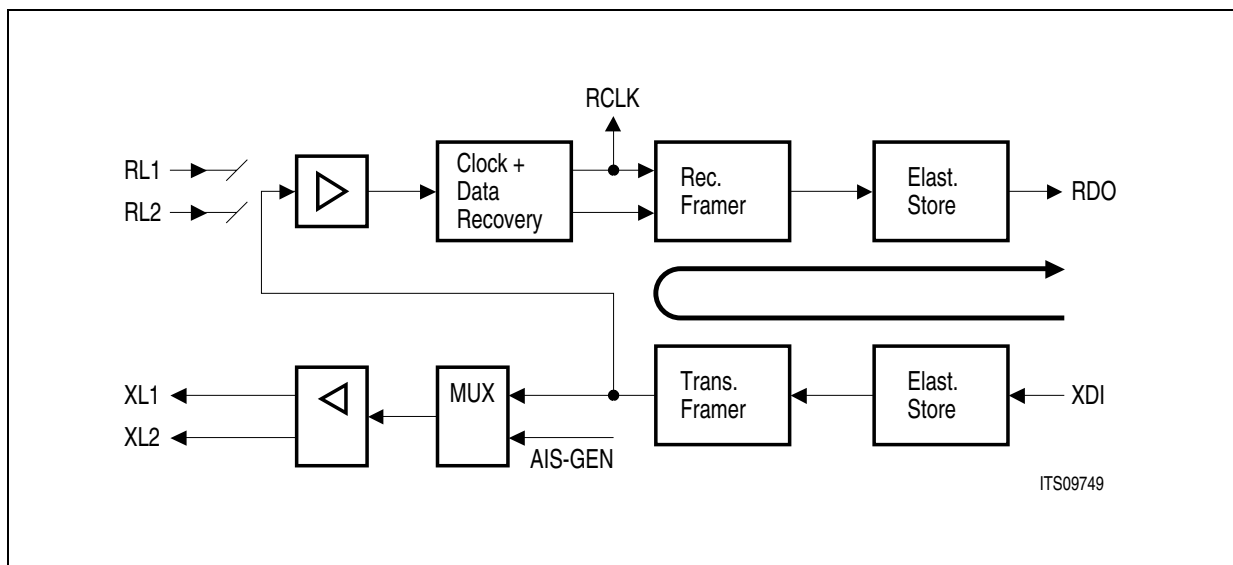 RCLK
RL1
RL2
Clock +
Data
Recovery
Rec.
Framer
Elast.
Store
RDO
XL1
XL2
MUX
AIS-GEN
Trans.
Framer
Elast.
Store
XDI
ITS09749